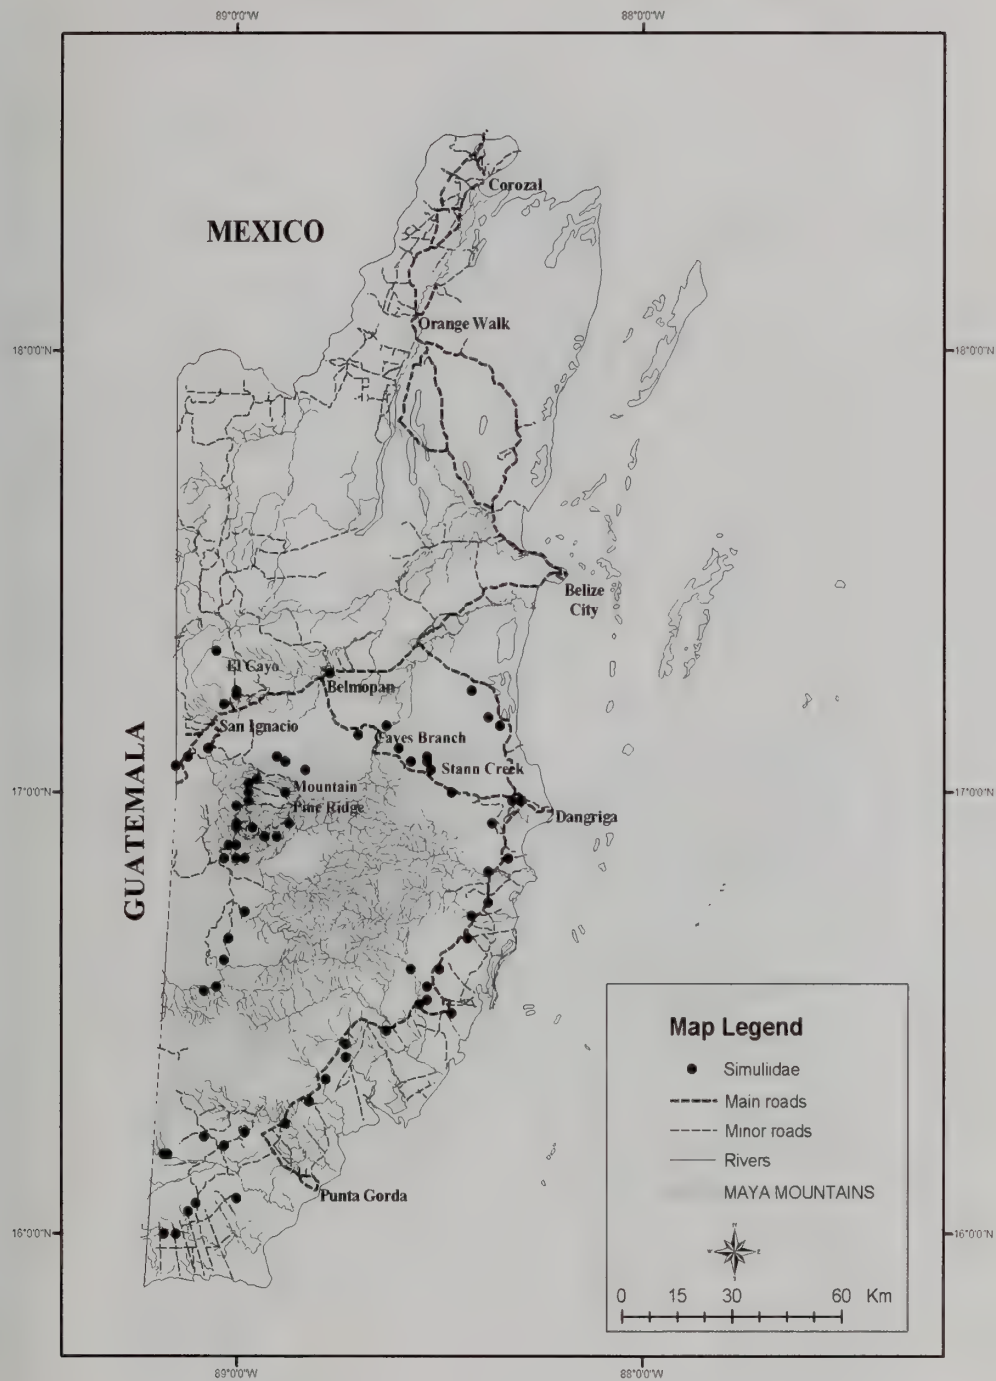 89°0'0"W
88°0'0"W
Corozal
MEXICO
Orange Walk
18°0'0"N
18°0'0"N
Belize
City
El Cayo
Belmopan
San Ignacio
Caves Branch
Stann Creek
GUATEMALA
17°0'0"N
Mountain
Pine Ridge
17°0'0"N
Dangriga
Map Legend
Simuliidae
Main roads
Minor roads
Rivers
MAYA MOUNTAINS
Punta Gorda
16°0'0"N
16°0'0"N
N
W
E
S
0 15 30 60 Km
89°0'0"W
88°0'0"W